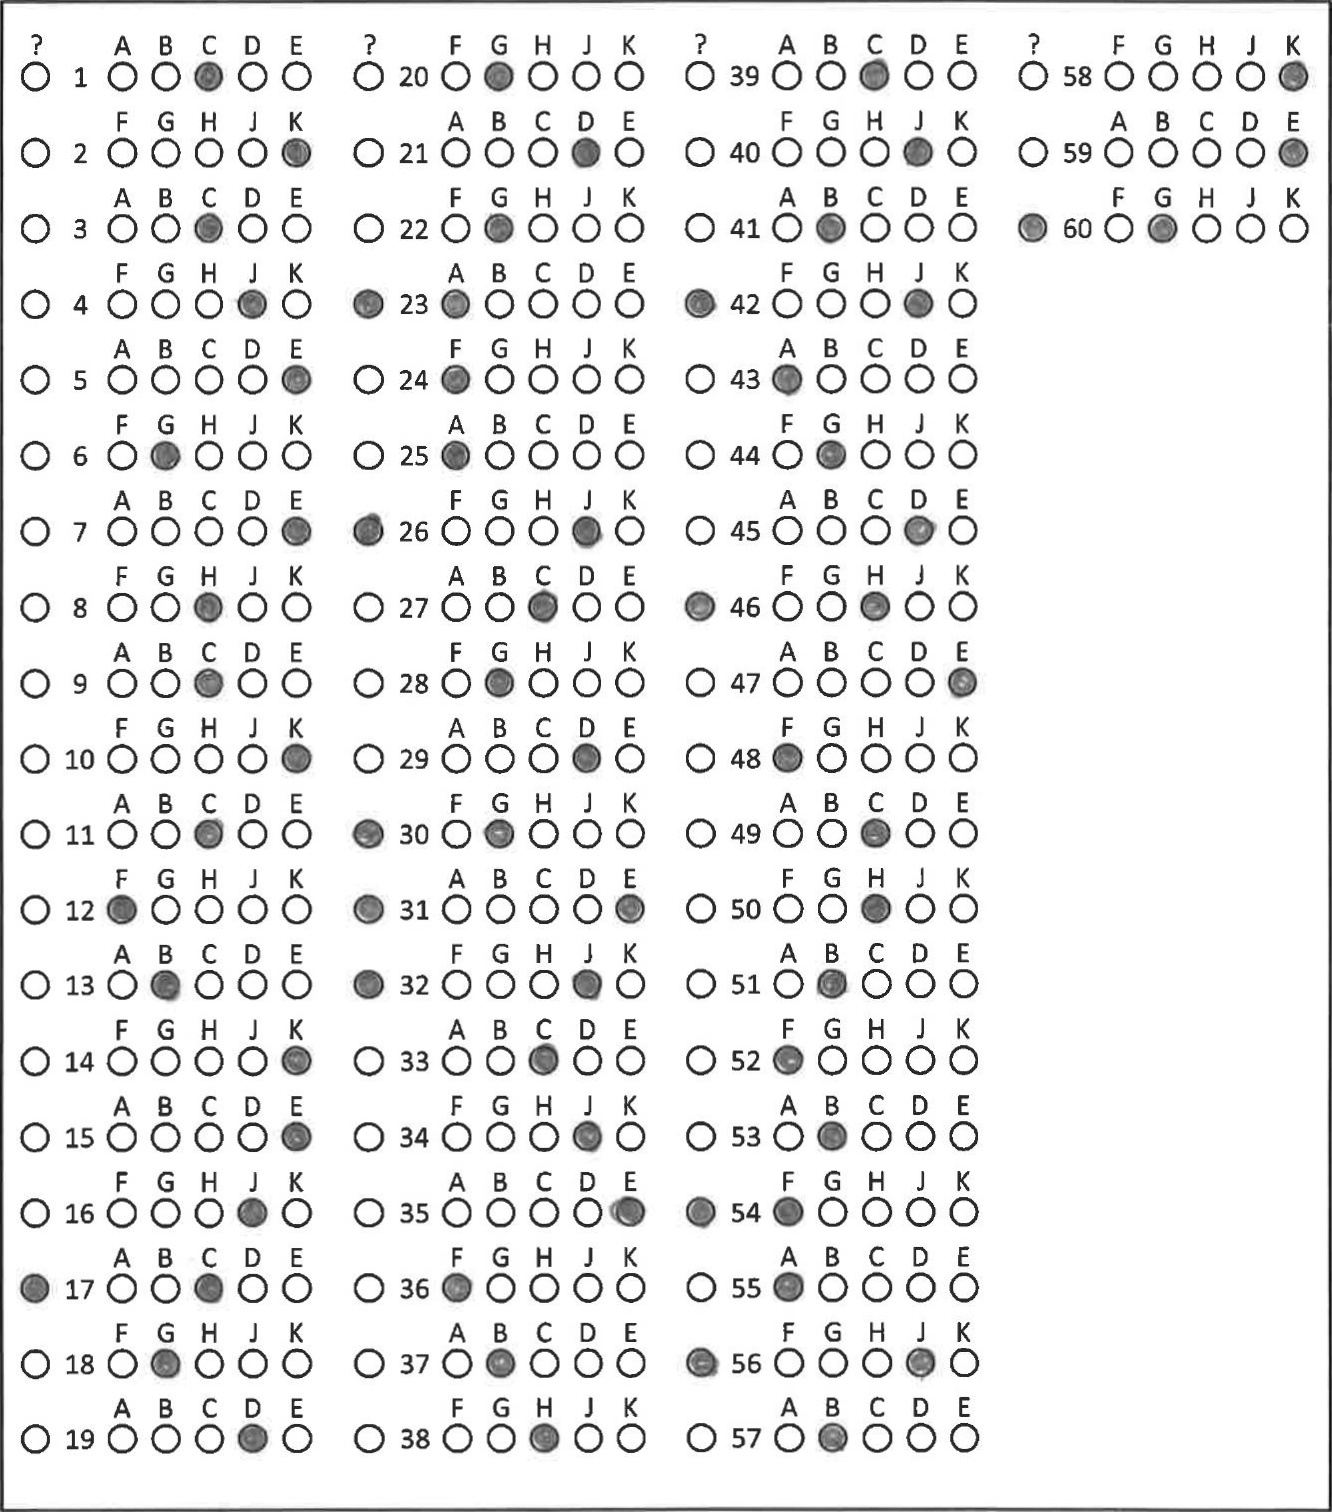 ? A B C D E
1
F G H J K
2
A B C D E
3
F G H J K
4
A B C D E
5
F G H J K
6
A B C D E
7
F G H J K
8
A B C D E
9
F G H J K
10
A B C D E
11
F G H J K
12
A B C D E
13
F G H J K
14
A B C D E
15
F G H J K
16
A B C D E
17
F G H J K
18
A B C D E
19
? F G H J K
20
A B C D E
21
F G H J K
22
A B C D E
23
F G H J K
24
A B C D E
25
F G H J K
26
A B C D E
27
F G H J K
28
A B C D E
29
F G H J K
30
A B C D E
31
F G H J K
32
A B C D E
33
F G H J K
34
A B C D E
35
F G H J K
36
A B C D E
37
F G H J K
38
? A B C D E
39
F G H J K
40
A B C D E
41
F G H J K
42
A B C D E
43
F G H J K
44
A B C D E
45
F G H J K
46
A B C D E
47
F G H J K
48
A B C D E
49
F G H J K
50
A B C D E
51
F G H J K
52
A B C D E
53
F G H J K
54
A B C D E
55
F G H J K
56
A B C D E
57
? F G H J K
58
A B C D E
59
F G H J K
60